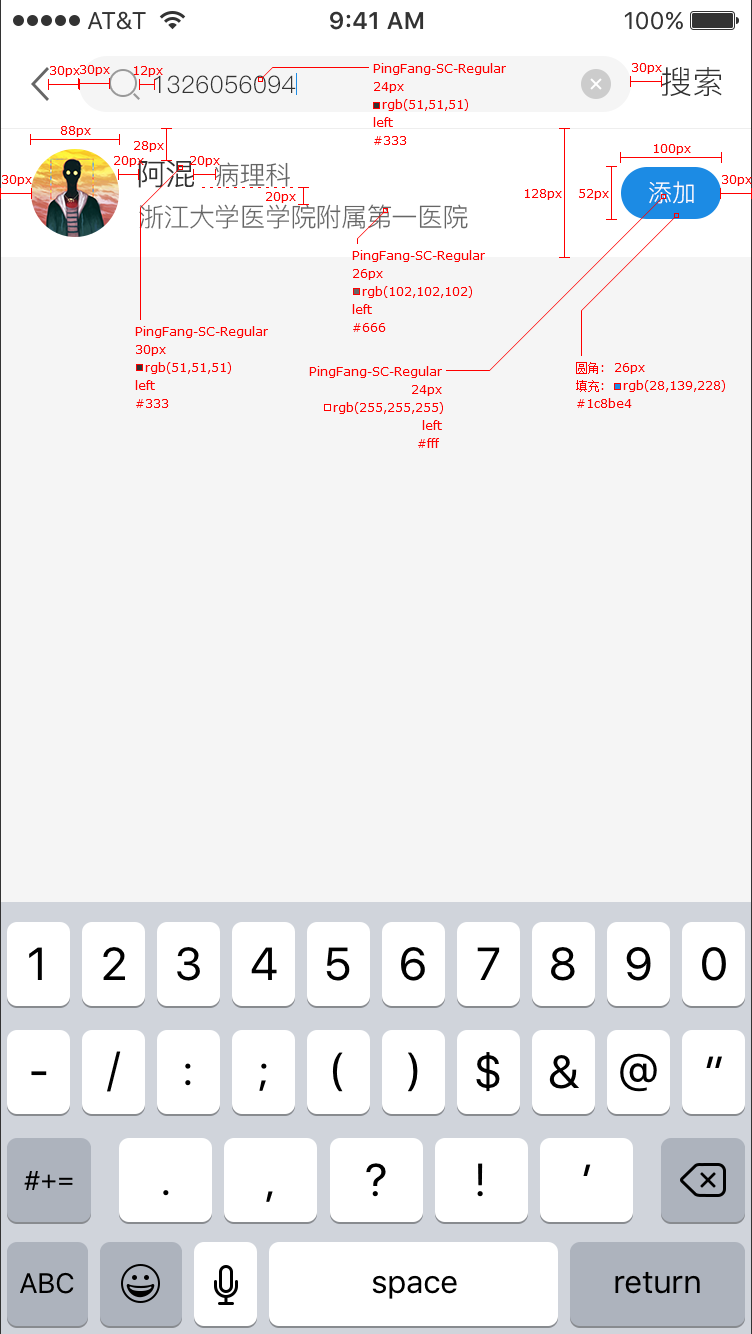 AT&T 9:41 AM 100%
30px 30px 12px 1326056094 30px 搜索
PingFang-SC-Regular
24px
rgb(51,51,51)
left
#333
88px 28px 100px
30px 20px 阿混 20px 病理科 128px 52px 添加 30px
20px
浙江大学医学院附属第一医院
PingFang-SC-Regular
26px
rgb(102,102,102)
left
#666
PingFang-SC-Regular
30px
rgb(51,51,51)
left
#333
PingFang-SC-Regular
24px
rgb(255,255,255)
left
#fff
圆角: 26px
填充: rgb(28,139,228)
#1c8be4
1 2 3 4 5 6 7 8 9 0
- / : ; ( ) $ & @ "
#+= . , ? ! '
ABC space return